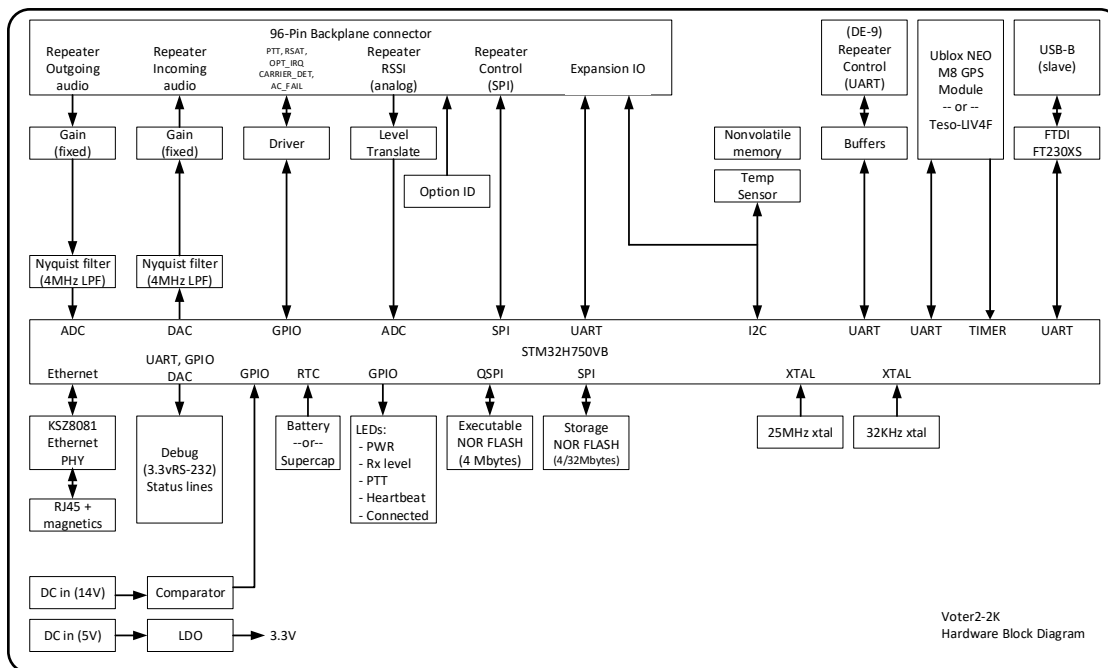 96-Pin Backplane connector
Repeater
Outgoing
audio
Repeater
Incoming
audio
PTT, RSAT,
OPT_IRQ
CARRIER_DET,
AC_FAIL
Repeater
RSSI
(analog)
Repeater
Control
(SPI)
Expansion IO
(DE-9)
Repeater
Control
(UART)
Ublox NEO
M8 GPS
Module
-- or --
Teso-LIV4F
USB-B
(slave)
Gain
(fixed)
Gain
(fixed)
Driver
Level
Translate
Option ID
Nonvolatile
memory
Temp
Sensor
Buffers
FTDI
FT230XS
Nyquist filter
(4MHz LPF)
Nyquist filter
(4MHz LPF)
ADC
DAC
GPIO
ADC
SPI
UART
I2C
UART
UART
TIMER
UART
STM32H750VB
Ethernet
UART, GPIO
DAC
GPIO
RTC
GPIO
QSPI
SPI
XTAL
XTAL
KSZ8081
Ethernet
PHY
RJ45 +
magnetics
Debug
(3.3vRS-232)
Status lines
Battery
--or--
Supercap
LEDs:
- PWR
- Rx level
- PTT
- Heartbeat
- Connected
Executable
NOR FLASH
(4 Mbytes)
Storage
NOR FLASH
(4/32Mbytes)
25MHz xtal
32KHz xtal
DC in (14V)
Comparator
DC in (5V)
LDO
3.3V
Voter2-2K
Hardware Block Diagram